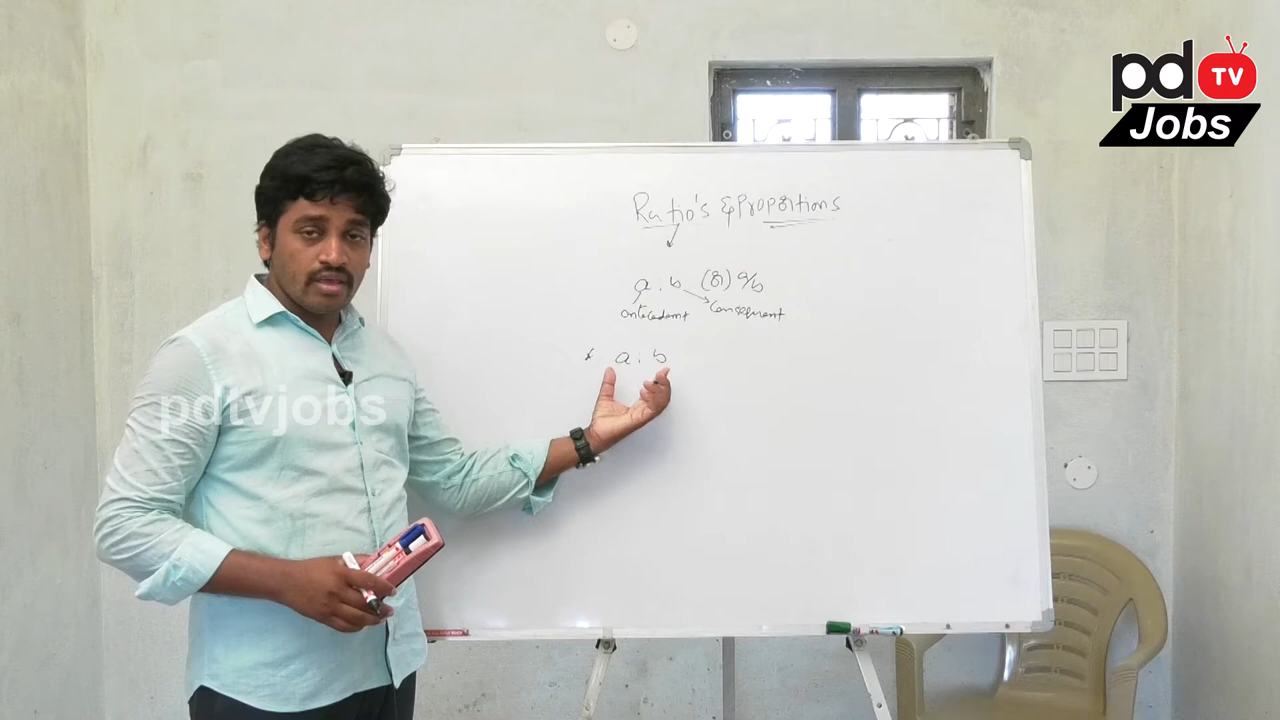 pd TV
Jobs
Ratio's & Proportions
a : b (or) a/b
antecedent consequent
* a : b
pdtvjobs